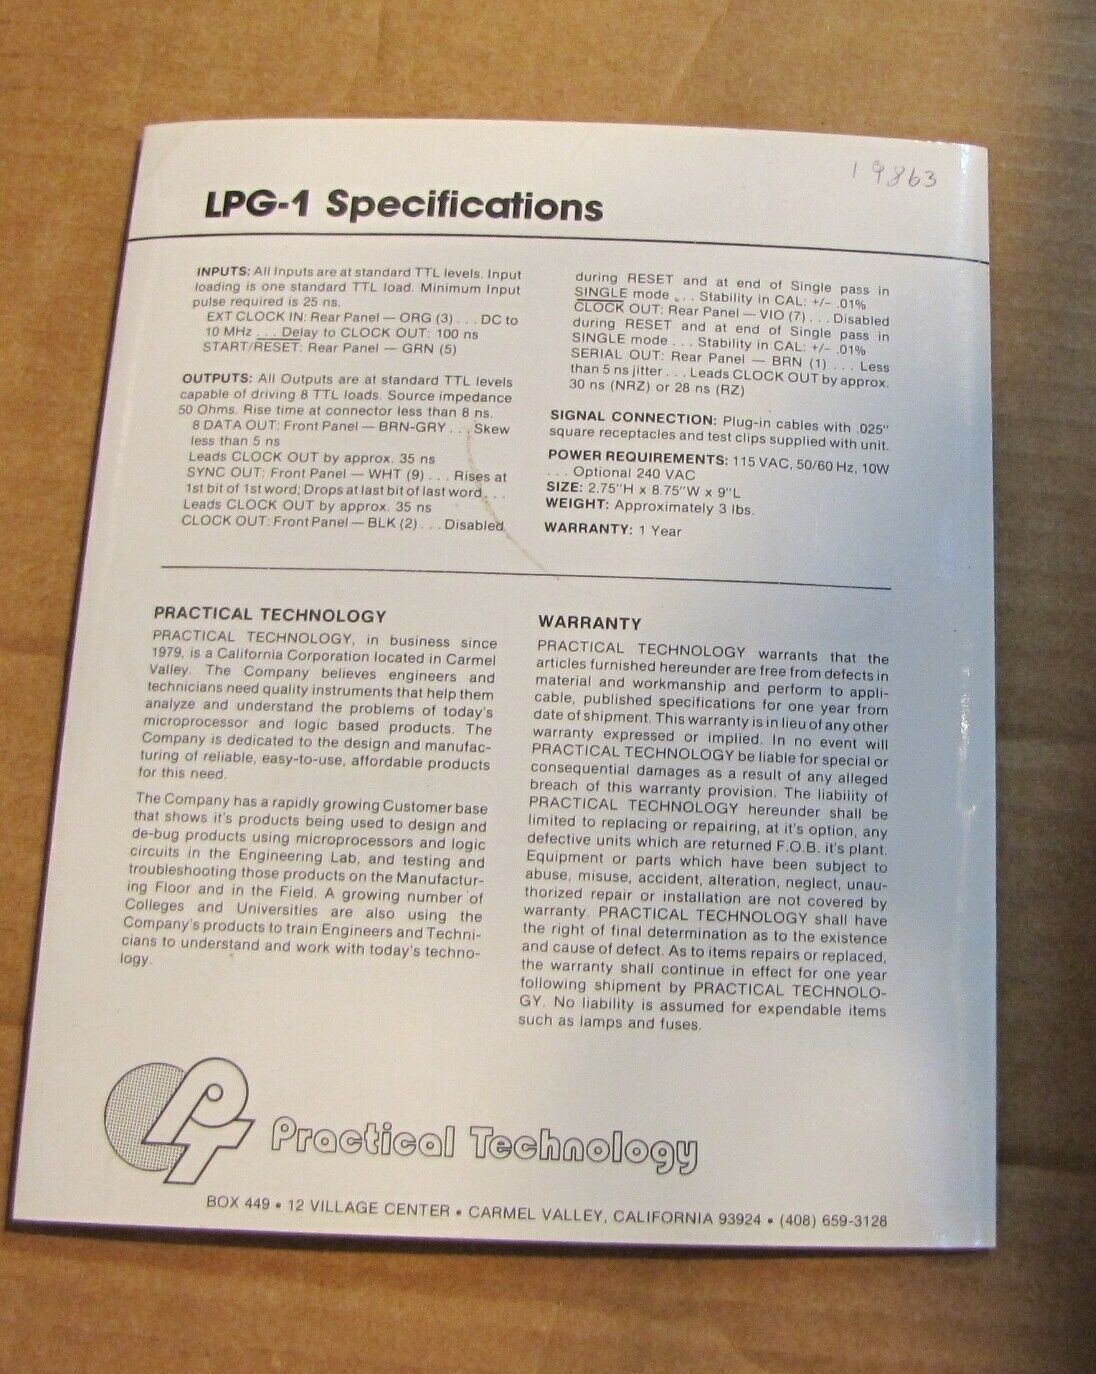 19863
LPG-1 Specifications
INPUTS: All Inputs are at standard TTL levels. Input
loading is one standard TTL load. Minimum Input
pulse required is 25 ns.
EXT CLOCK IN: Rear Panel — ORG (3) . . . DC to
10 MHz . . . Delay to CLOCK OUT: 100 ns
START/RESET: Rear Panel — GRN (5)
OUTPUTS: All Outputs are at standard TTL levels
capable of driving 8 TTL loads. Source impedance
50 Ohms. Rise time at connector less than 8 ns.
8 DATA OUT: Front Panel — BRN-GRY . . . Skew
less than 5 ns
Leads CLOCK OUT by approx. 35 ns
SYNC OUT: Front Panel — WHT (9) . . . Rises at
1st bit of 1st word; Drops at last bit of last word . . .
Leads CLOCK OUT by approx. 35 ns
CLOCK OUT: Front Panel — BLK (2) . . . Disabled
during RESET and at end of Single pass in
SINGLE mode . . . Stability in CAL: +/- .01%
CLOCK OUT: Rear Panel — VIO (7) . . . Disabled
during RESET and at end of Single pass in
SINGLE mode . . . Stability in CAL: +/- .01%
SERIAL OUT: Rear Panel — BRN (1) . . . Less
than 5 ns jitter . . . Leads CLOCK OUT by approx.
30 ns (NRZ) or 28 ns (RZ)
SIGNAL CONNECTION: Plug-in cables with .025"
square receptacles and test clips supplied with unit.
POWER REQUIREMENTS: 115 VAC, 50/60 Hz, 10W
. . . Optional 240 VAC
SIZE: 2.75"H x 8.75"W x 9"L
WEIGHT: Approximately 3 lbs.
WARRANTY: 1 Year
PRACTICAL TECHNOLOGY
PRACTICAL TECHNOLOGY, in business since
1979, is a California Corporation located in Carmel
Valley. The Company believes engineers and
technicians need quality instruments that help them
analyze and understand the problems of today's
microprocessor and logic based products. The
Company is dedicated to the design and manufac-
turing of reliable, easy-to-use, affordable products
for this need.
The Company has a rapidly growing Customer base
that shows it's products being used to design and
de-bug products using microprocessors and logic
circuits in the Engineering Lab, and testing and
troubleshooting those products on the Manufactur-
ing Floor and in the Field. A growing number of
Colleges and Universities are also using the
Company's products to train Engineers and Techni-
cians to understand and work with today's techno-
logy.
WARRANTY
PRACTICAL TECHNOLOGY warrants that the
articles furnished hereunder are free from defects in
material and workmanship and perform to appli-
cable, published specifications for one year from
date of shipment. This warranty is in lieu of any other
warranty expressed or implied. In no event will
PRACTICAL TECHNOLOGY be liable for special or
consequential damages as a result of any alleged
breach of this warranty provision. The liability of
PRACTICAL TECHNOLOGY hereunder shall be
limited to replacing or repairing, at it's option, any
defective units which are returned F.O.B. it's plant.
Equipment or parts which have been subject to
abuse, misuse, accident, alteration, neglect, unau-
thorized repair or installation are not covered by
warranty. PRACTICAL TECHNOLOGY shall have
the right of final determination as to the existence
and cause of defect. As to items repairs or replaced,
the warranty shall continue in effect for one year
following shipment by PRACTICAL TECHNOLO-
GY. No liability is assumed for expendable items
such as lamps and fuses.
PT Practical Technology
BOX 449 • 12 VILLAGE CENTER • CARMEL VALLEY, CALIFORNIA 93924 • (408) 659-3128